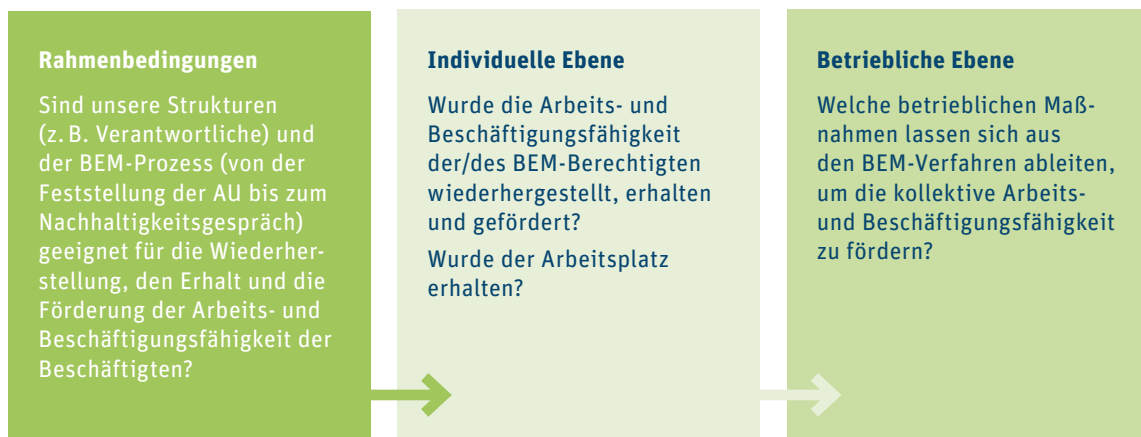 Rahmenbedingungen
Sind unsere Strukturen
(z. B. Verantwortliche) und
der BEM-Prozess (von der
Feststellung der AU bis zum
Nachhaltigkeitsgespräch)
geeignet für die Wiederher-
stellung, den Erhalt und die
Förderung der Arbeits- und
Beschäftigungsfähigkeit der
Beschäftigten?
Individuelle Ebene
Wurde die Arbeits- und
Beschäftigungsfähigkeit
der/des BEM-Berechtigten
wiederhergestellt, erhalten
und gefördert?
Wurde der Arbeitsplatz
erhalten?
Betriebliche Ebene
Welche betrieblichen Maß-
nahmen lassen sich aus
den BEM-Verfahren ableiten,
um die kollektive Arbeits-
und Beschäftigungsfähigkeit
zu fördern?